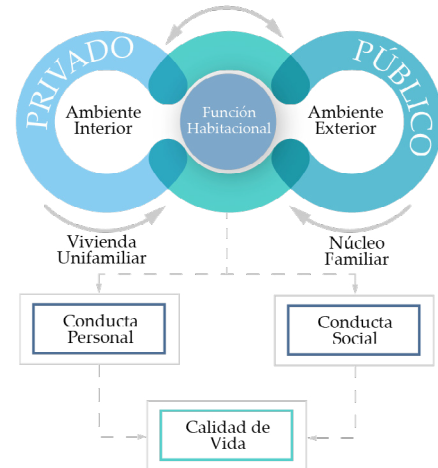 PRIVADO
PÚBLICO
Ambiente
Interior
Función
Habitacional
Ambiente
Exterior
Vivienda
Unifamiliar
Núcleo
Familiar
Conducta
Personal
Conducta
Social
Calidad de
Vida